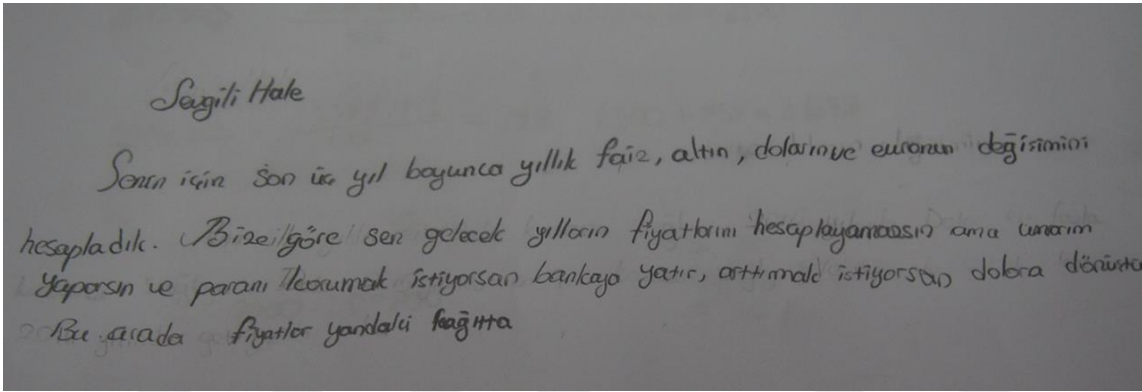 Sevgili Hale
Senin için son üç yıl boyunca yıllık faiz, altın, doların ve euronun değişimini
hesapladık. Bize göre sen gelecek yılların fiyatlarını hesaplayamazsın ama umarım
yaparsın ve paranı korumak istiyorsan bankaya yatır, arttırmak istiyorsan dolara dönüştür
Bu arada fiyatlar yandaki kağıtta